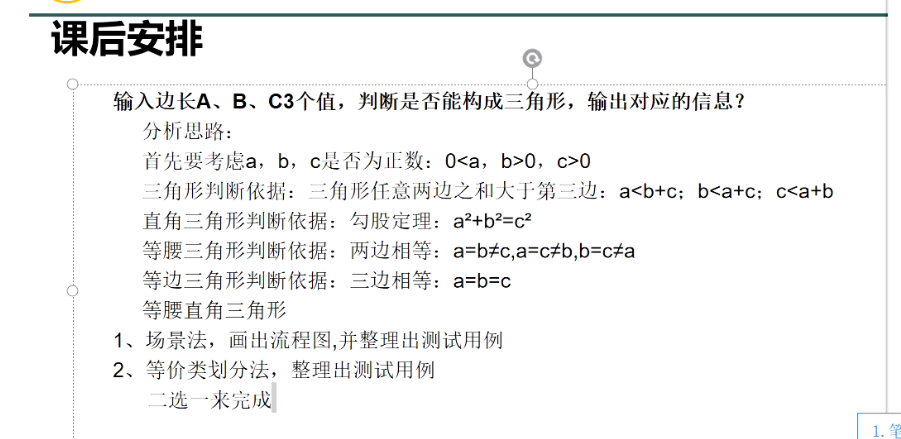 课后安排
输入边长A、B、C3个值，判断是否能构成三角形，输出对应的信息？
分析思路：
首先要考虑a，b，c是否为正数：0<a，b>0，c>0
三角形判断依据：三角形任意两边之和大于第三边：a<b+c；b<a+c；c<a+b
直角三角形判断依据：勾股定理：a²+b²=c²
等腰三角形判断依据：两边相等：a=b≠c,a=c≠b,b=c≠a
等边三角形判断依据：三边相等：a=b=c
等腰直角三角形
1、场景法，画出流程图,并整理出测试用例
2、等价类划分法，整理出测试用例
二选一来完成
1. 笔